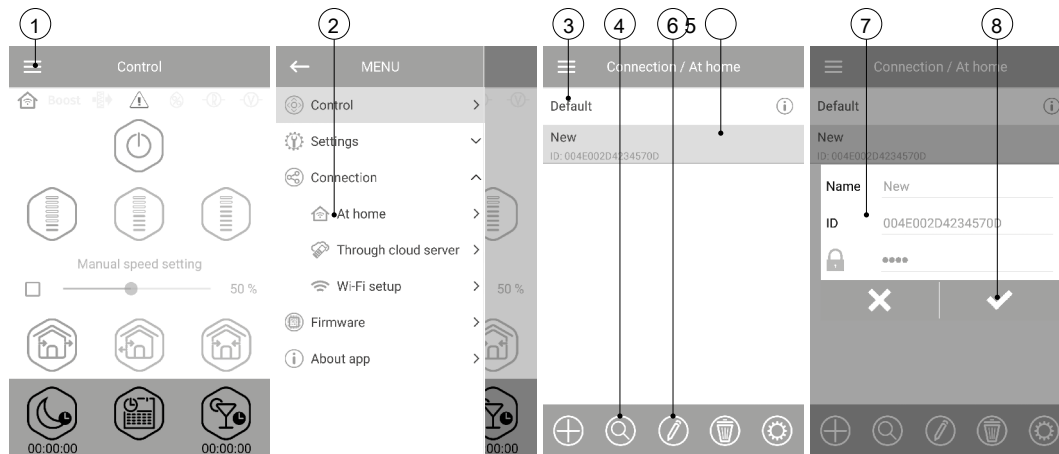 1
2
3
4
6
5
7
8
Control
Boost
Manual speed setting
50 %
00:00:00
00:00:00
MENU
Control
Settings
Connection
At home
Through cloud server
Wi-Fi setup
Firmware
About app
50 %
00:00
Connection / At home
Default
New
ID: 004E002D4234570D
Connection / At home
Default
New
ID: 004E002D4234570D
Name New
ID 004E002D4234570D